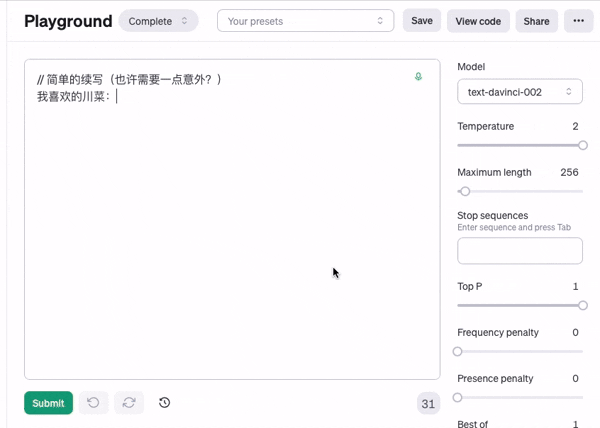 Playground
Complete
Your presets
Save
View code
Share
// 简单的续写（也许需要一点意外？）
我喜欢的川菜：
Model
text-davinci-002
Temperature 2
Maximum length 256
Stop sequences
Enter sequence and press Tab
Top P 1
Frequency penalty 0
Presence penalty 0
Best of 1
Submit
31